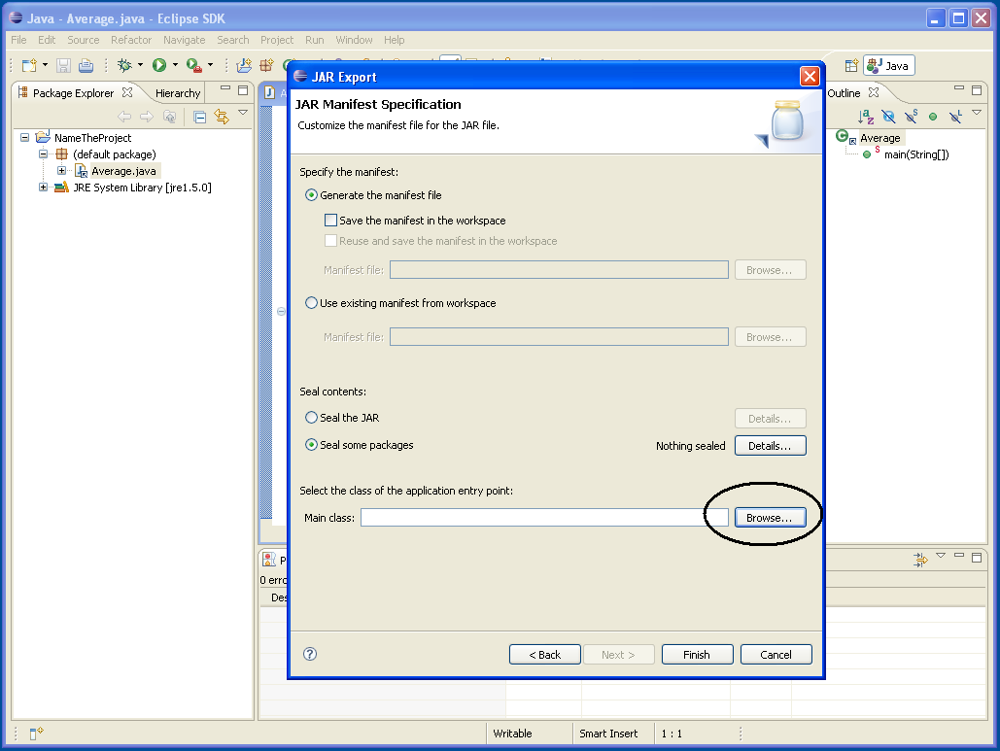 Java - Average.java - Eclipse SDK
File Edit Source Refactor Navigate Search Project Run Window Help
Java
Package Explorer Hierarchy
NameTheProject
(default package)
Average.java
JRE System Library [jre1.5.0]
JAR Export
JAR Manifest Specification
Customize the manifest file for the JAR file.
Specify the manifest:
Generate the manifest file
Save the manifest in the workspace
Reuse and save the manifest in the workspace
Manifest file: Browse...
Use existing manifest from workspace
Manifest file: Browse...
Seal contents:
Seal the JAR Details...
Seal some packages Nothing sealed Details...
Select the class of the application entry point:
Main class: Browse...
< Back Next > Finish Cancel
Outline
Average
main(String[])
P
0 erro
Des
Writable Smart Insert 1 : 1